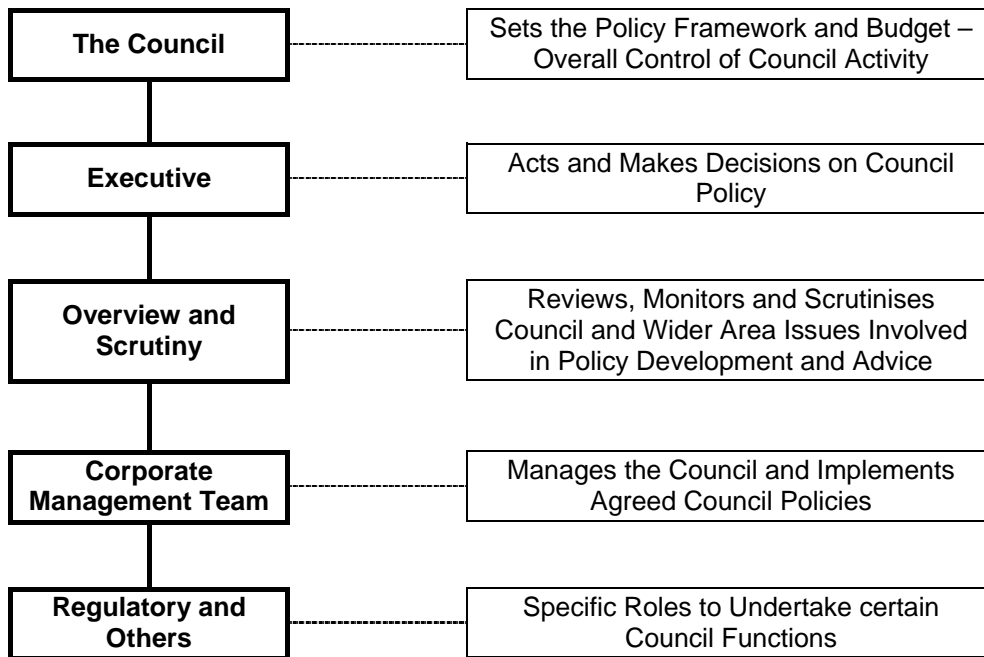 The Council
Sets the Policy Framework and Budget –
Overall Control of Council Activity
Executive
Acts and Makes Decisions on Council
Policy
Overview and
Scrutiny
Reviews, Monitors and Scrutinises
Council and Wider Area Issues Involved
in Policy Development and Advice
Corporate
Management Team
Manages the Council and Implements
Agreed Council Policies
Regulatory and
Others
Specific Roles to Undertake certain
Council Functions